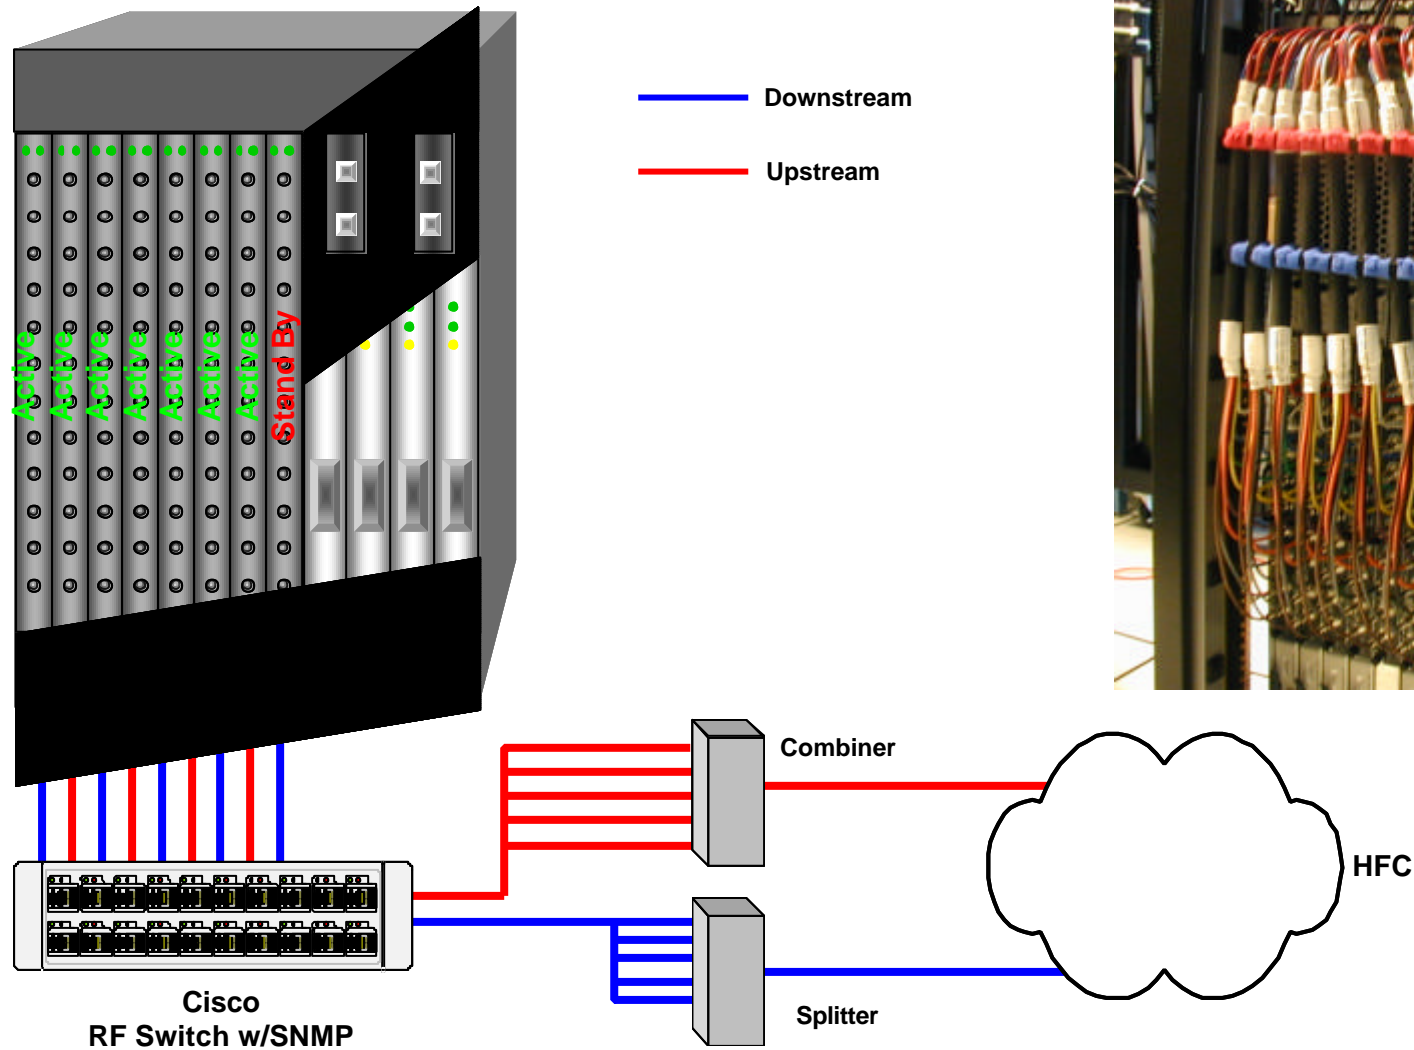 Downstream
Upstream
Active
Active
Active
Active
Active
Active
Active
Stand By
Combiner
HFC
Splitter
Cisco
RF Switch w/SNMP